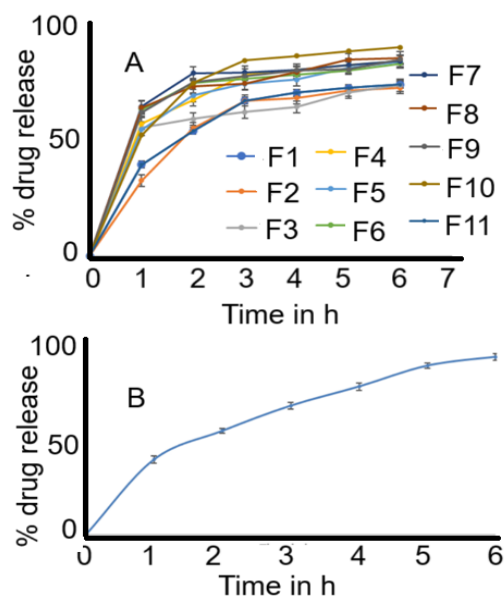 100
A
50
0
% drug release
F1
F2
F3
F4
F5
F6
F7
F8
F9
F10
F11
0 1 2 3 4 5 6 7
Time in h
100
B
50
0
% drug release
0 1 2 3 4 5 6
Time in h